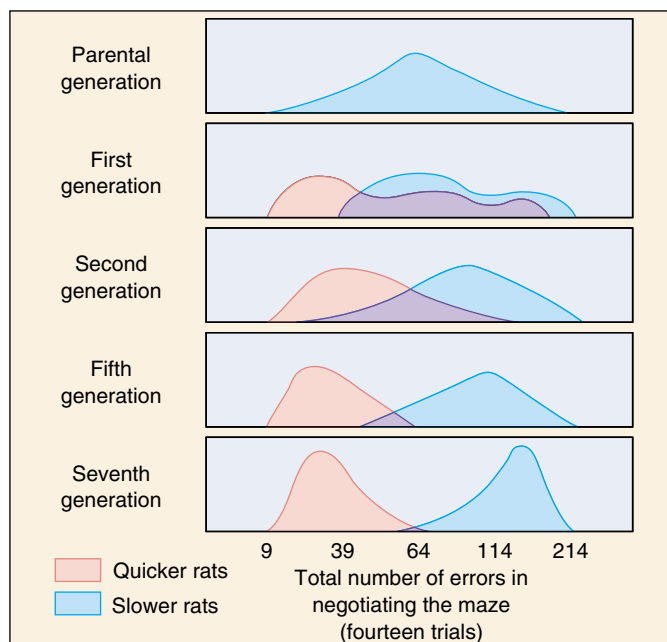 Parental
generation
First
generation
Second
generation
Fifth
generation
Seventh
generation
9 39 64 114 214
Quicker rats
Slower rats
Total number of errors in
negotiating the maze
(fourteen trials)